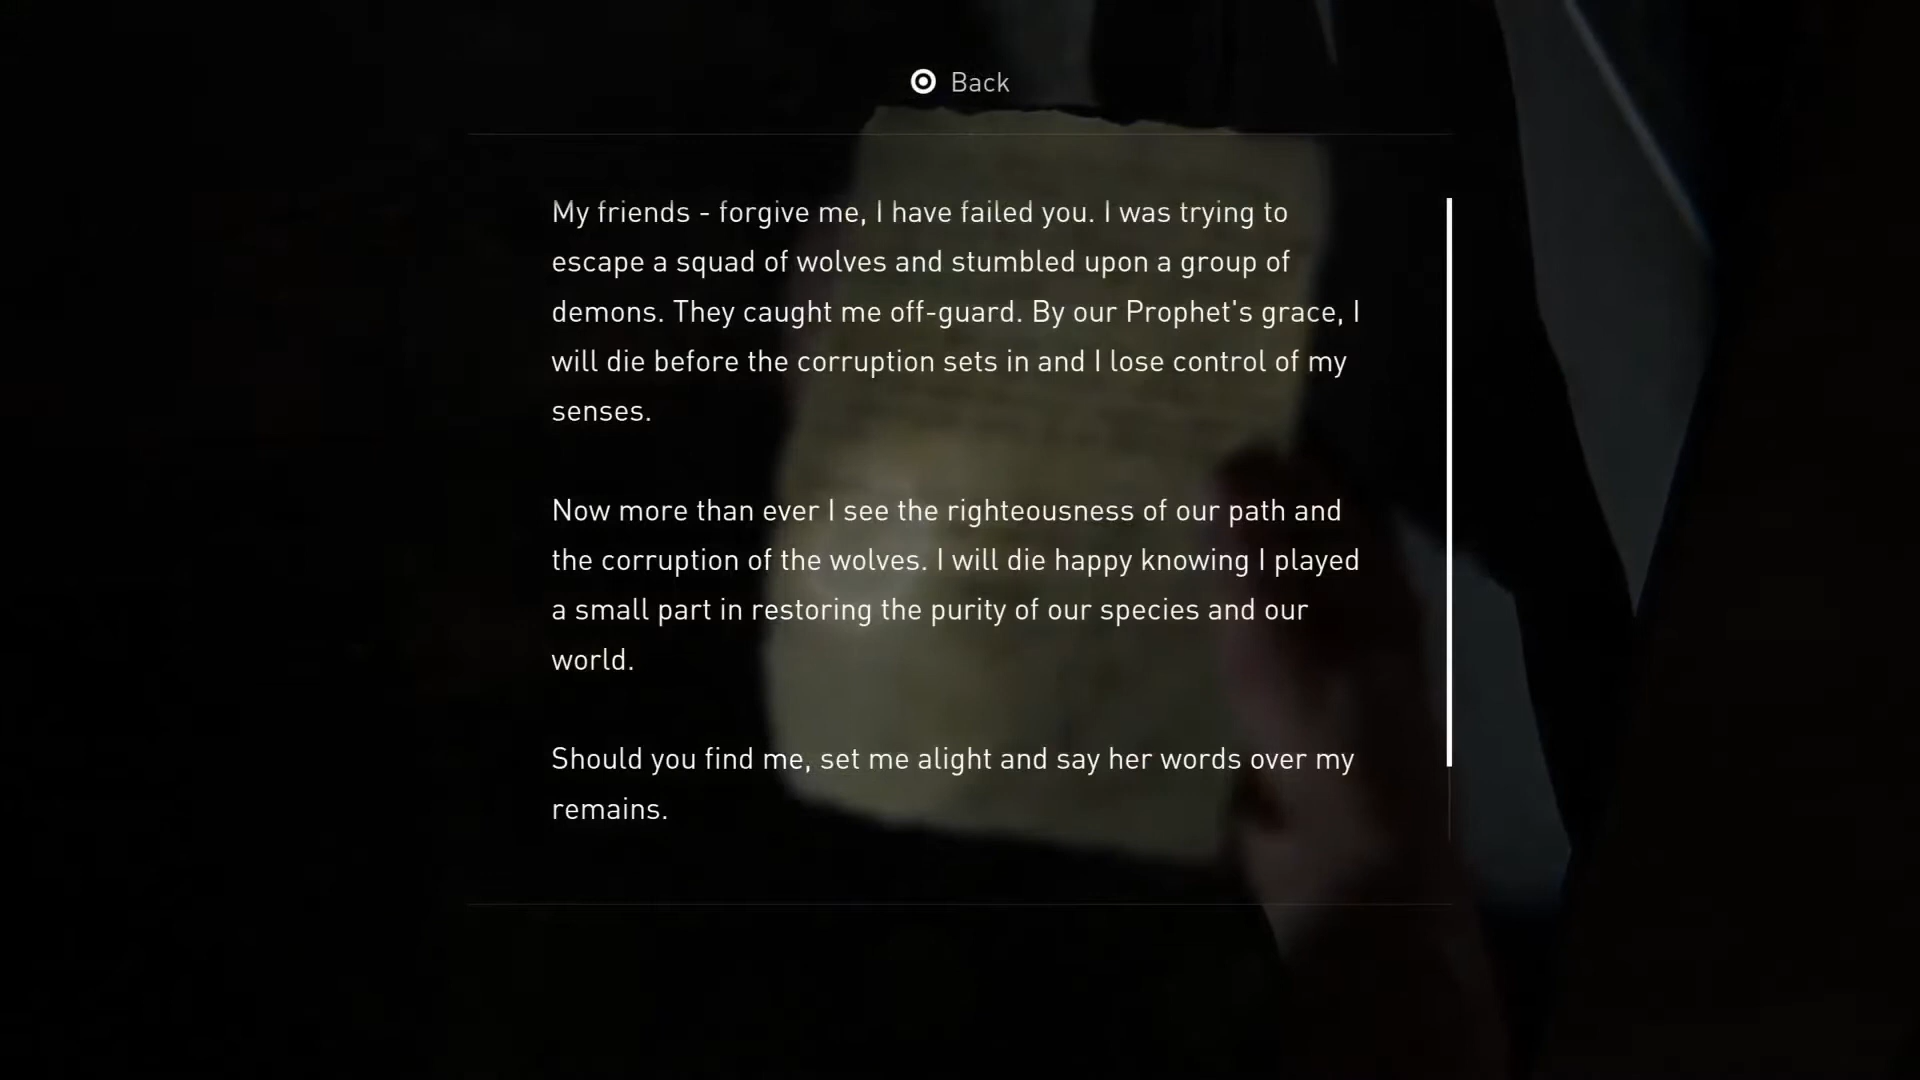 Back
My friends - forgive me, I have failed you. I was trying to
escape a squad of wolves and stumbled upon a group of
demons. They caught me off-guard. By our Prophet's grace, I
will die before the corruption sets in and I lose control of my
senses.
Now more than ever I see the righteousness of our path and
the corruption of the wolves. I will die happy knowing I played
a small part in restoring the purity of our species and our
world.
Should you find me, set me alight and say her words over my
remains.